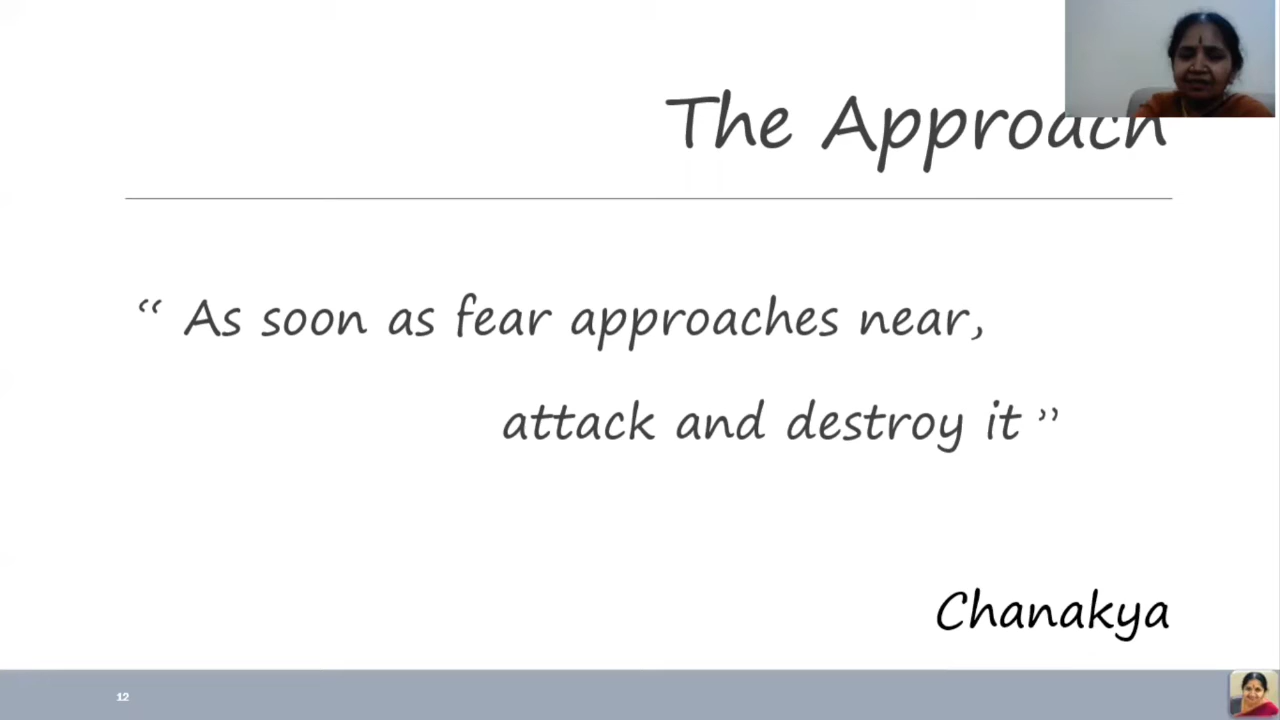 The Approach
“ As soon as fear approaches near,
attack and destroy it ”
Chanakya
12